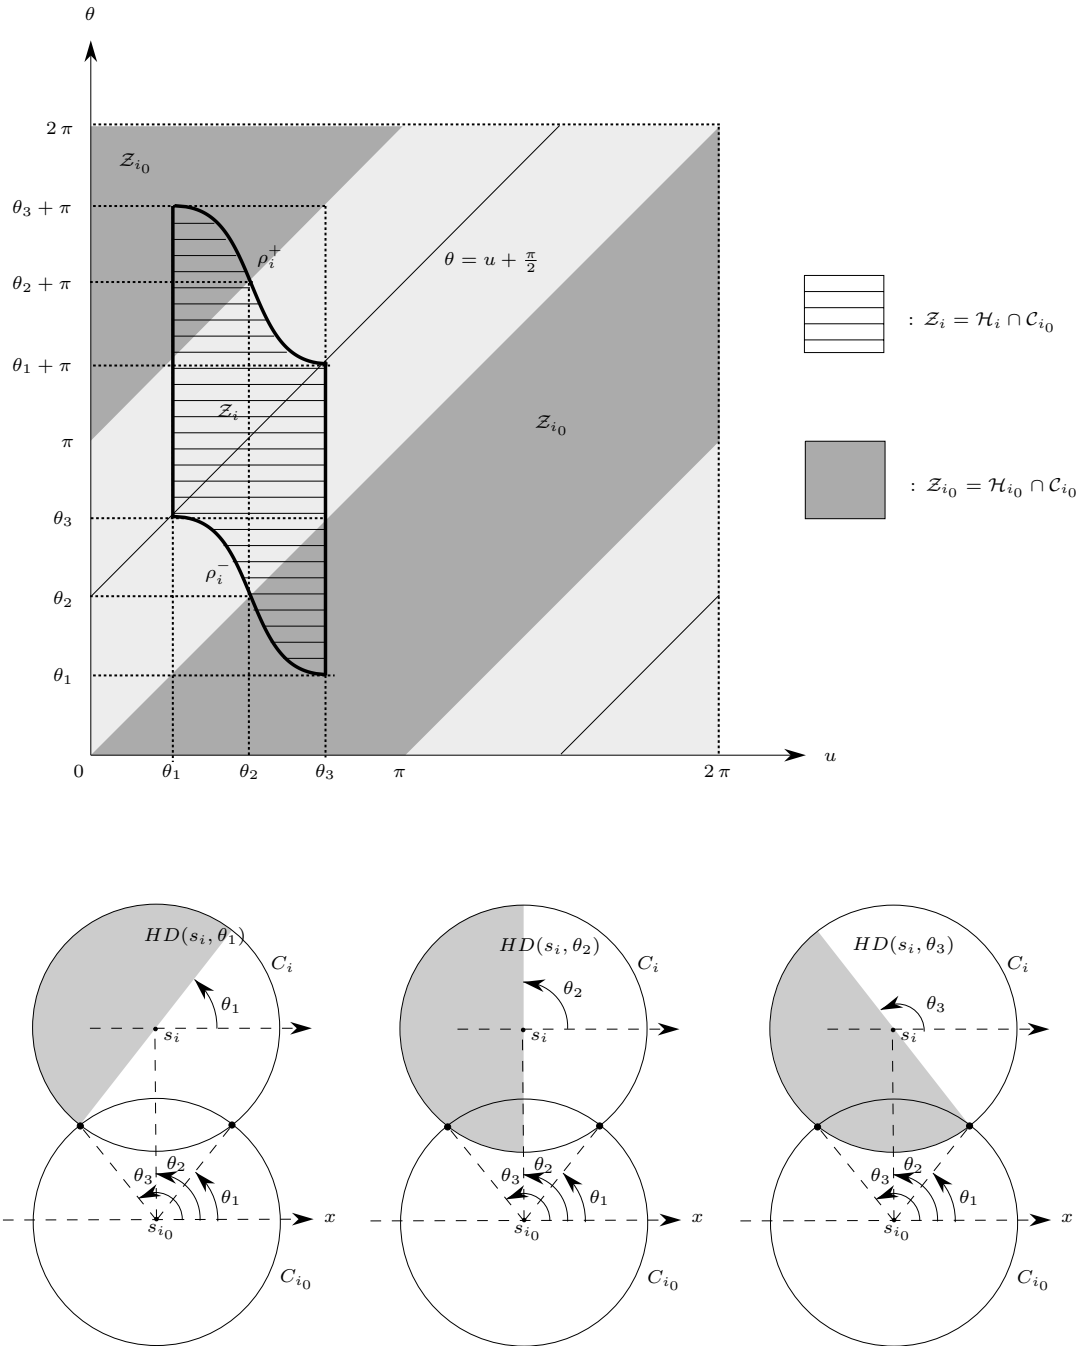 θ
2 π
𝒵_{i_0}
θ_3 + π
ρ_i^+
θ = u + π/2
θ_2 + π
: 𝒵_i = ℋ_i ∩ 𝒞_{i_0}
θ_1 + π
𝒵_i
𝒵_{i_0}
π
: 𝒵_{i_0} = ℋ_{i_0} ∩ 𝒞_{i_0}
θ_3
ρ_i^-
θ_2
θ_1
0 θ_1 θ_2 θ_3 π 2 π u
HD(s_i, θ_1)
C_i
θ_1
s_i
θ_3 θ_2 θ_1
s_{i_0}
x
C_{i_0}
HD(s_i, θ_2)
C_i
θ_2
s_i
θ_3 θ_2 θ_1
s_{i_0}
x
C_{i_0}
HD(s_i, θ_3)
C_i
θ_3
s_i
θ_3 θ_2 θ_1
s_{i_0}
x
C_{i_0}